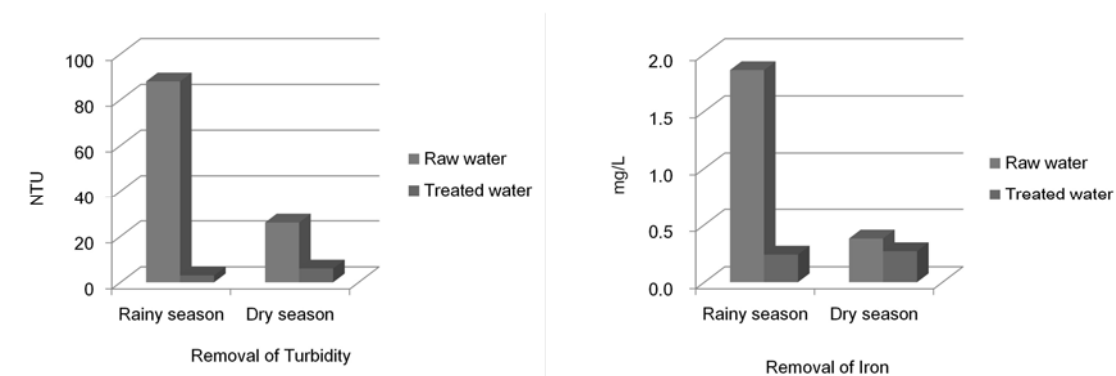 100
80
60
40
20
0
NTU
Rainy season Dry season
Raw water
Treated water
Removal of Turbidity
2.0
1.5
1.0
0.5
0.0
mg/L
Rainy season Dry season
Raw water
Treated water
Removal of Iron